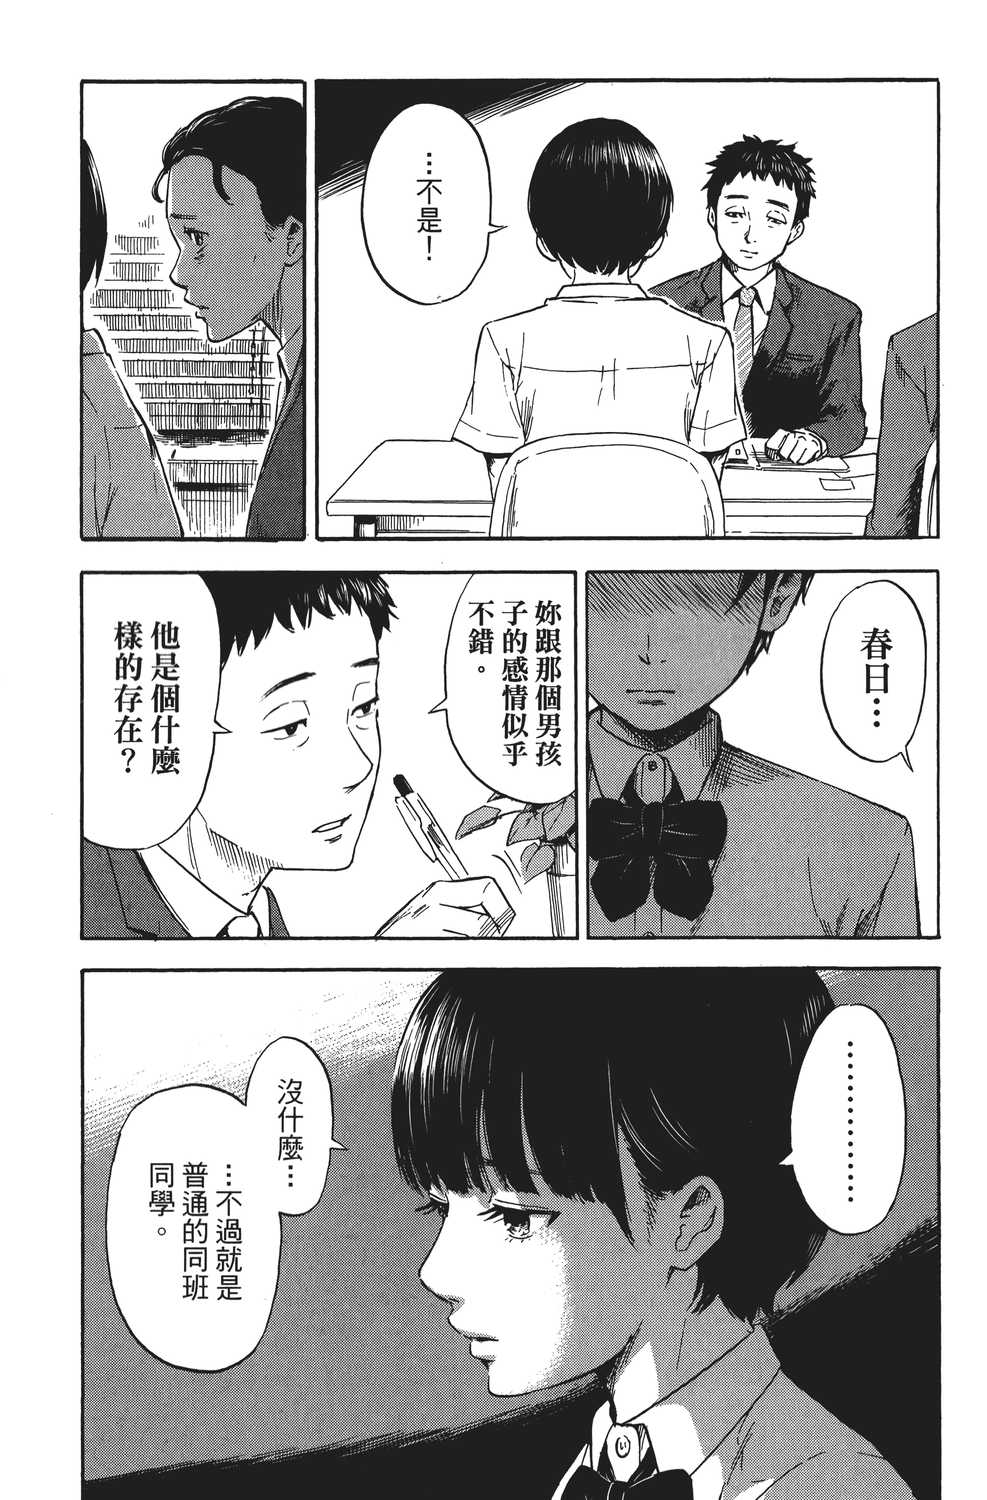 …不是！
春日…
妳跟那個男孩
子的感情似乎
不錯。
他是個什麼
樣的存在？
…………
沒什麼…
…不過就是
普通的同班
同學。